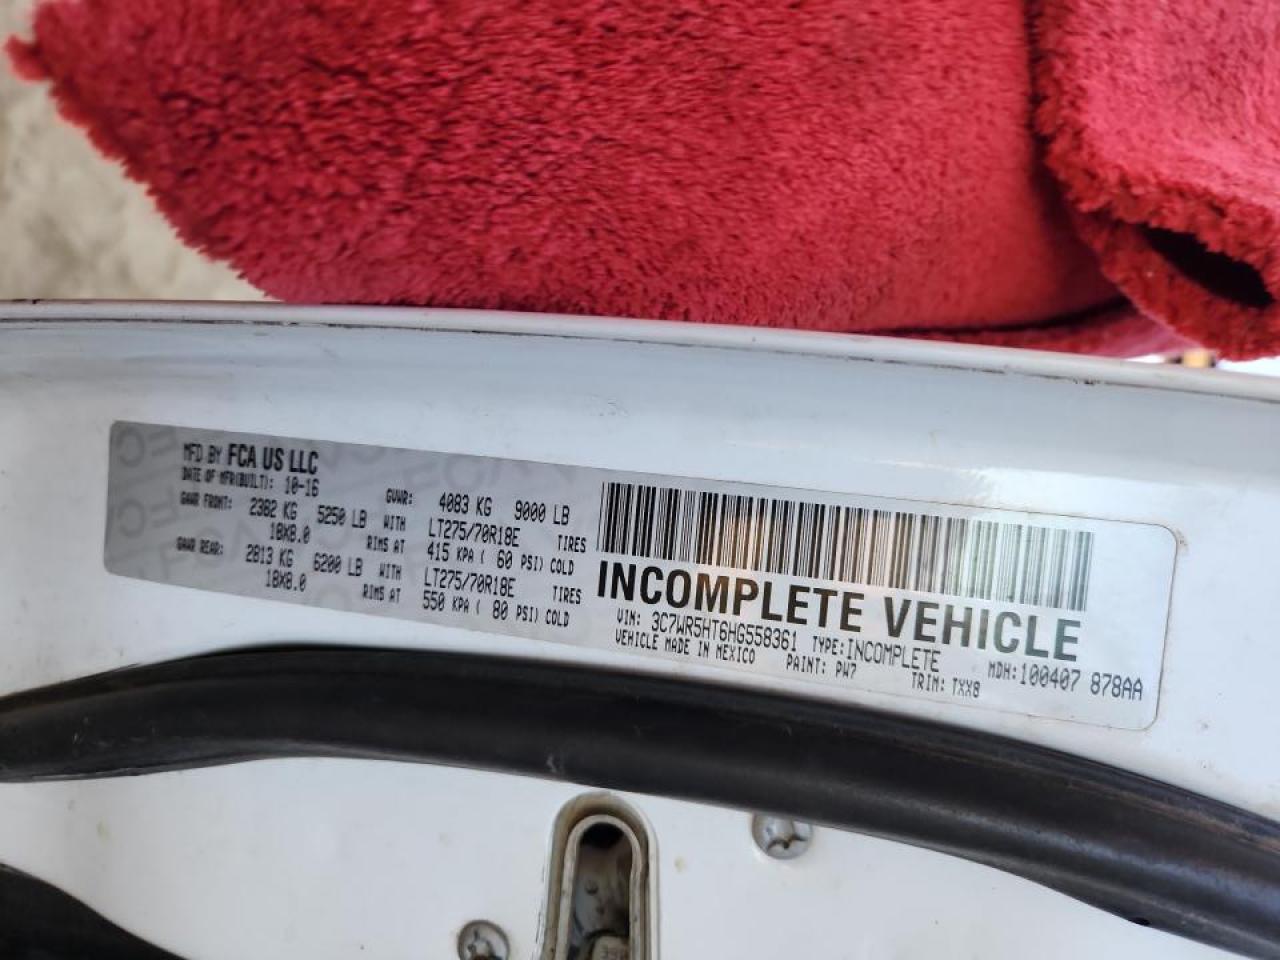 MFD BY FCA US LLC
DATE OF MFR(BUILT): 10-16 GVWR: 4083 KG 9000 LB
GAWR FRONT: 2382 KG 5250 LB WITH LT275/70R18E TIRES
18X8.0 RIMS AT 415 KPA ( 60 PSI) COLD
GAWR REAR: 2813 KG 6200 LB WITH LT275/70R18E TIRES
18X8.0 RIMS AT 550 KPA ( 80 PSI) COLD
INCOMPLETE VEHICLE
VIN: 3C7WR5HT6HG558361 TYPE:INCOMPLETE MDH:100407 878AA
VEHICLE MADE IN MEXICO PAINT: PW7 TRIM: TXX8